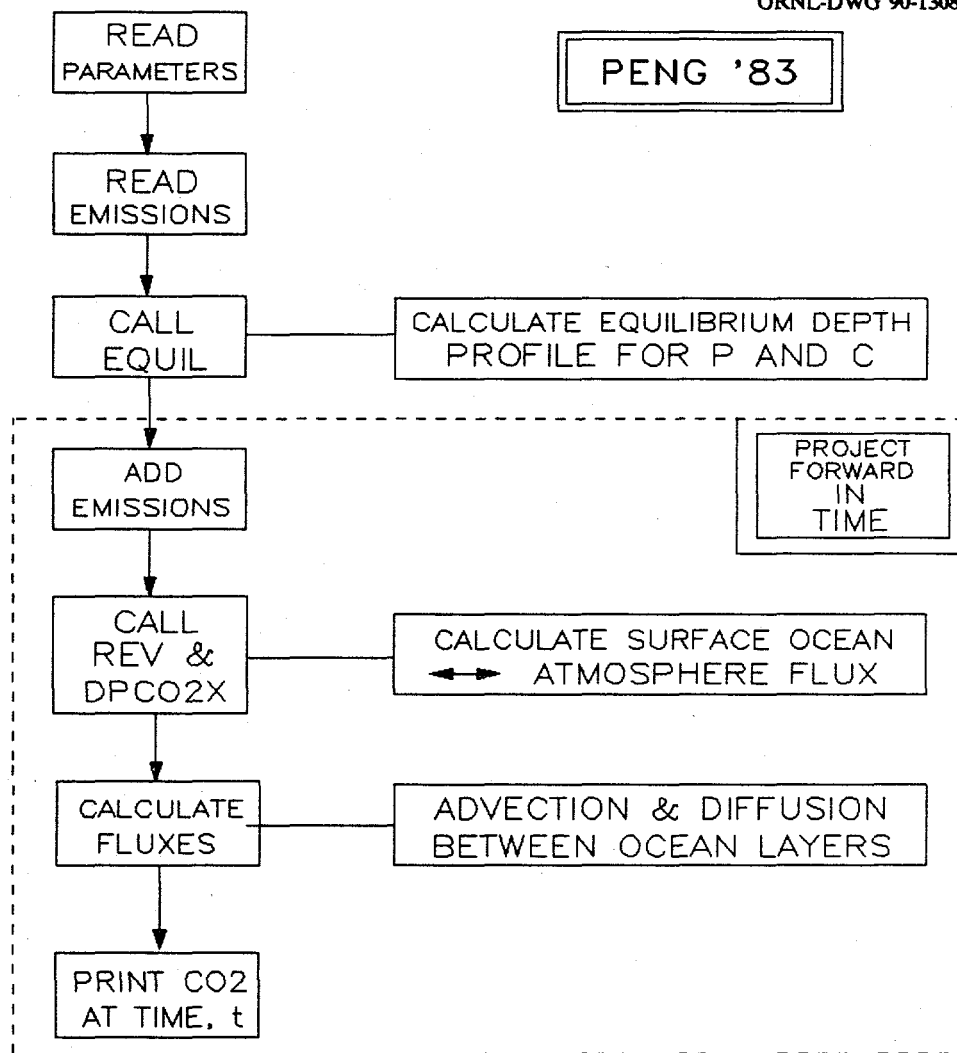 ORNL-DWG 90-1308
READ
PARAMETERS
PENG '83
READ
EMISSIONS
CALL
EQUIL
CALCULATE EQUILIBRIUM DEPTH
PROFILE FOR P AND C
ADD
EMISSIONS
PROJECT
FORWARD
IN
TIME
CALL
REV &
DPCO2X
CALCULATE SURFACE OCEAN
↔ ATMOSPHERE FLUX
CALCULATE
FLUXES
ADVECTION & DIFFUSION
BETWEEN OCEAN LAYERS
PRINT CO2
AT TIME, t